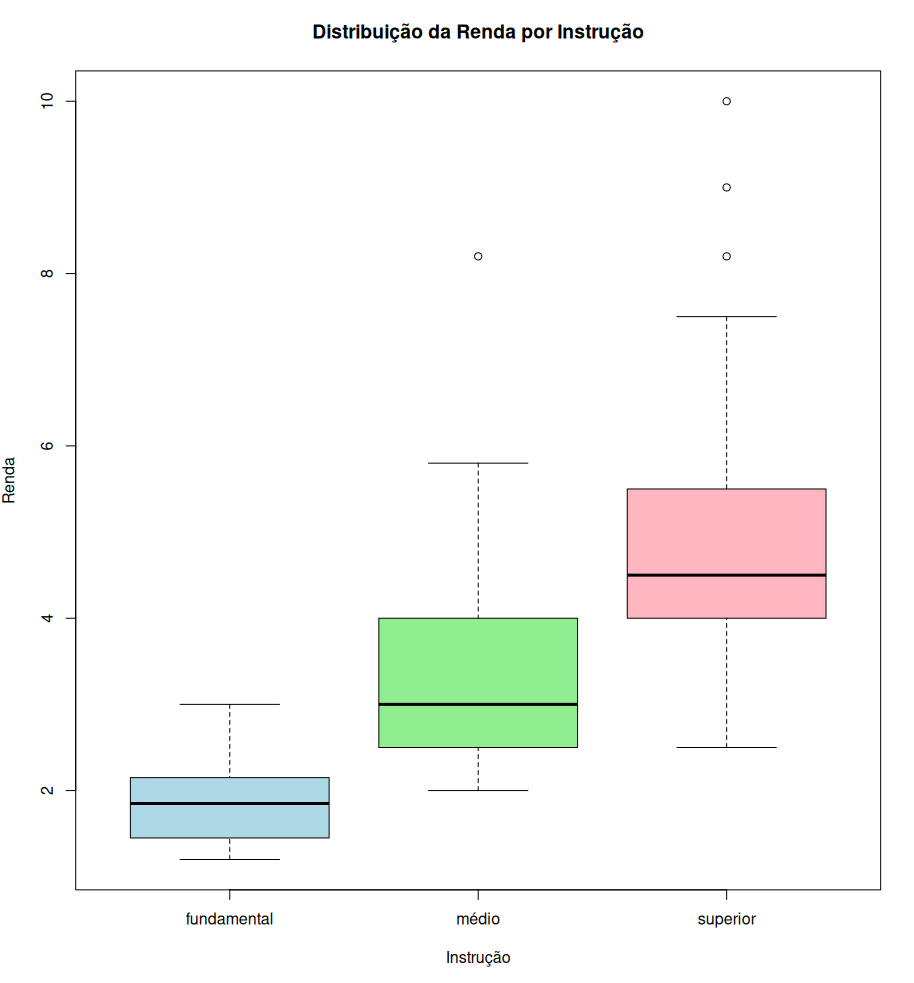 Distribuição da Renda por Instrução
Renda
10
8
6
4
2
fundamental médio superior
Instrução